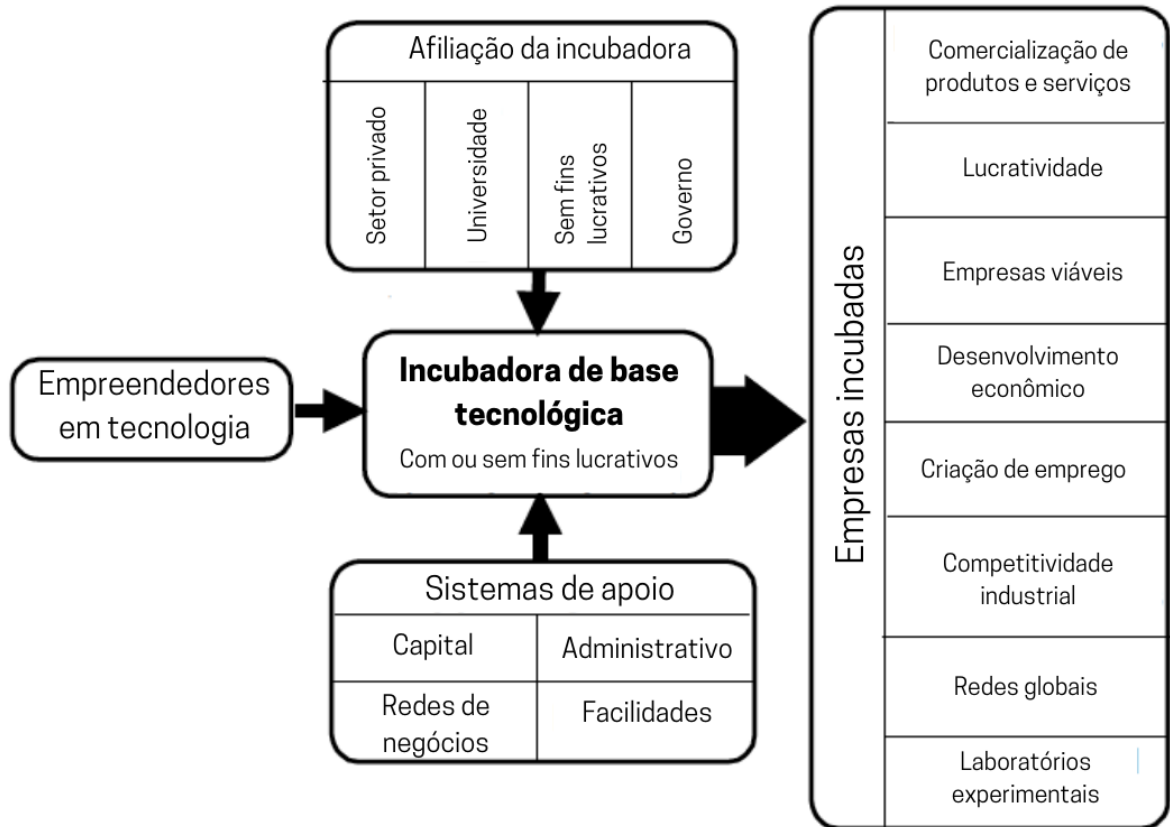 Afiliação da incubadora
Setor privado
Universidade
Sem fins
lucrativos
Governo
Empreendedores
em tecnologia
Incubadora de base
tecnológica
Com ou sem fins lucrativos
Sistemas de apoio
Capital
Administrativo
Redes de
negócios
Facilidades
Empresas incubadas
Comercialização de
produtos e serviços
Lucratividade
Empresas viáveis
Desenvolvimento
econômico
Criação de emprego
Competitividade
industrial
Redes globais
Laboratórios
experimentais